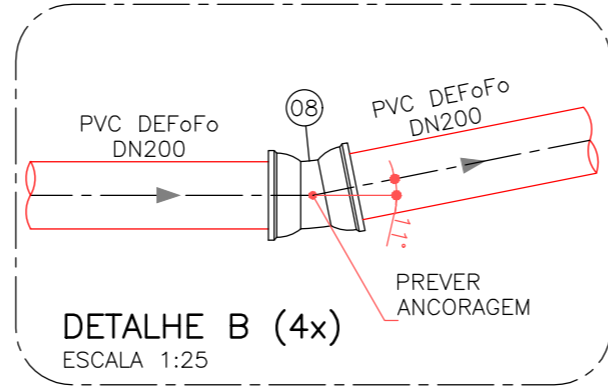 PVC DEFoFo
DN200
08
PVC DEFoFo
DN200
11°
PREVER
ANCORAGEM
DETALHE B (4x)
ESCALA 1:25